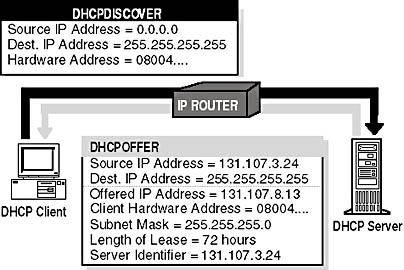 DHCPDISCOVER
Source IP Address = 0.0.0.0
Dest. IP Address = 255.255.255.255
Hardware Address = 08004....
IP ROUTER
DHCPOFFER
Source IP Address = 131.107.3.24
Dest. IP Address = 255.255.255.255
Offered IP Address = 131.107.8.13
Client Hardware Address = 08004....
Subnet Mask = 255.255.255.0
Length of Lease = 72 hours
Server Identifier = 131.107.3.24
DHCP Client
DHCP Server